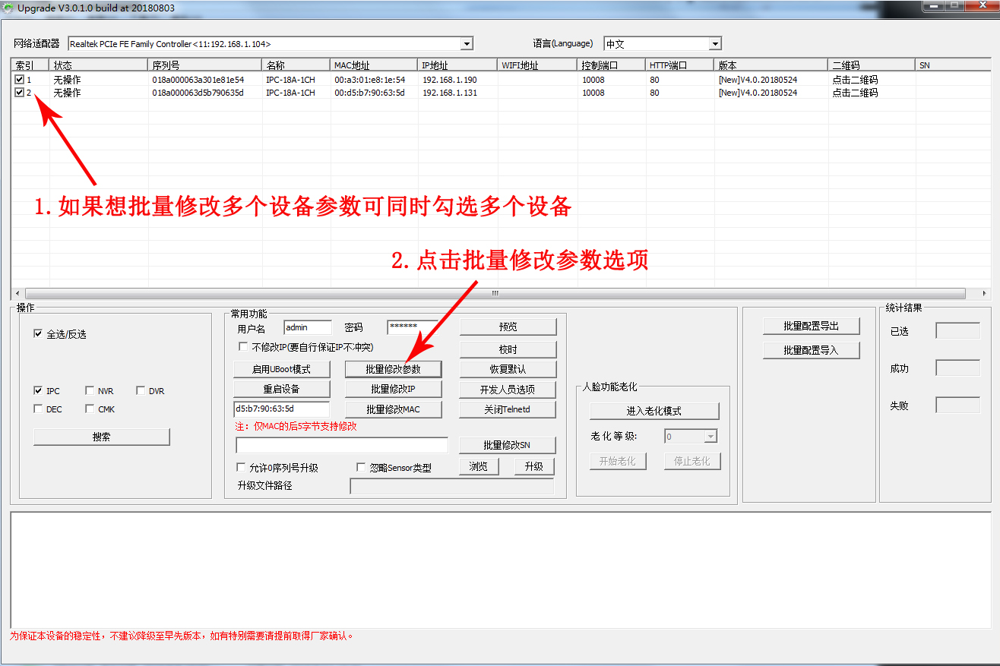 Upgrade V3.0.1.0 build at 20180803
网络适配器 Realtek PCIe FE Family Controller<11:192.168.1.104> 语言(Language) 中文
索引 状态 序列号 名称 MAC地址 IP地址 WIFI地址 控制端口 HTTP端口 版本 二维码 SN
1 无操作 018a000063a301e81e54 IPC-18A-1CH 00:a3:01:e8:1e:54 192.168.1.190 10008 80 [New]V4.0.20180524 点击二维码
2 无操作 018a000063d5b790635d IPC-18A-1CH 00:d5:b7:90:63:5d 192.168.1.131 10008 80 [New]V4.0.20180524 点击二维码
1.如果想批量修改多个设备参数可同时勾选多个设备
2.点击批量修改参数选项
操作
全选/反选
IPC NVR DVR
DEC CMK
搜索
常用功能
用户名 admin 密码 ****** 预览
不修改IP(要自行保证IP不冲突) 校时
启用UBoot模式 批量修改参数 恢复默认
重启设备 批量修改IP 开发人员选项
d5:b7:90:63:5d 批量修改MAC 关闭Telnetd
注：仅MAC的后5字节支持修改
批量修改SN
允许0序列号升级 忽略Sensor类型 浏览 升级
升级文件路径
人脸功能老化
进入老化模式
老化等级: 0
开始老化 停止老化
批量配置导出
批量配置导入
统计结果
已选
成功
失败
为保证本设备的稳定性，不建议降级至早先版本，如有特别需要请提前取得厂家确认。